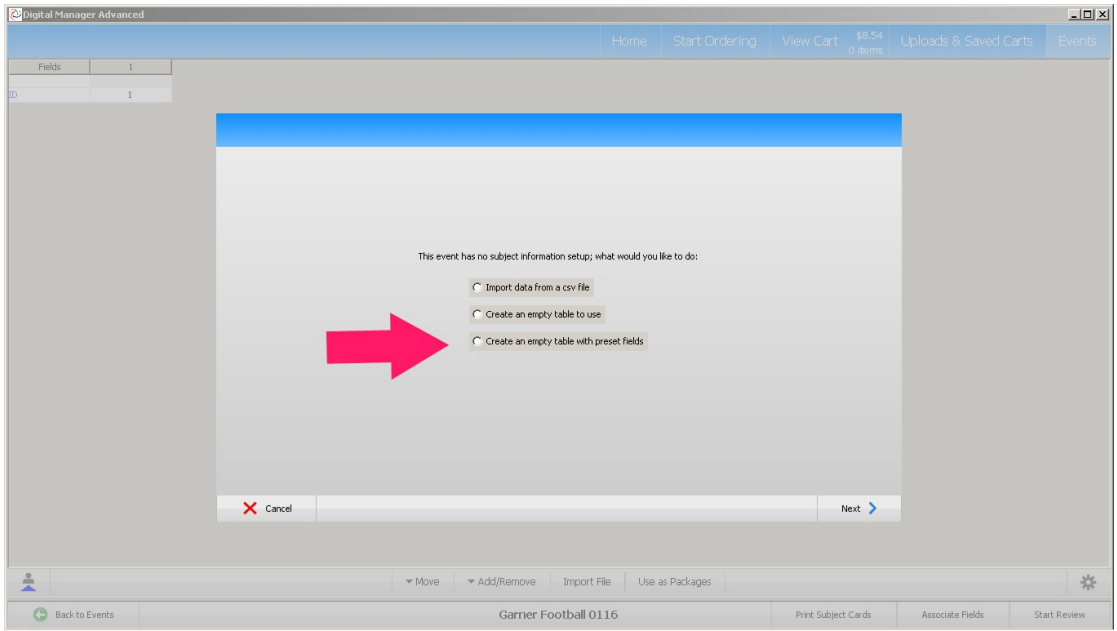 Digital Manager Advanced
Home Start Ordering View Cart $8.54 0 items Uploads & Saved Carts Events
Fields 1
ID 1
This event has no subject information setup; what would you like to do:
Import data from a csv file
Create an empty table to use
Create an empty table with preset fields
Cancel Next
Move Add/Remove Import File Use as Packages
Back to Events Garner Football 0116 Print Subject Cards Associate Fields Start Review